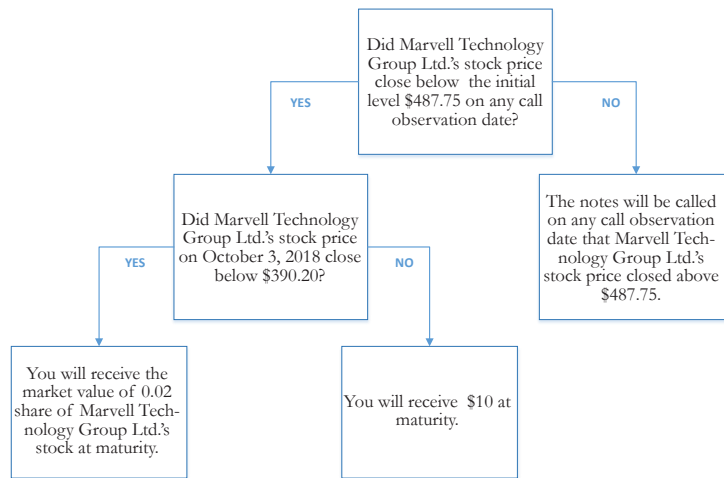 Did Marvell Technology
Group Ltd.'s stock price
close below the initial
level $487.75 on any call
observation date?
YES
NO
Did Marvell Technology
Group Ltd.'s stock price
on October 3, 2018 close
below $390.20?
The notes will be called
on any call observation
date that Marvell Tech-
nology Group Ltd.'s
stock price closed above
$487.75.
YES
NO
You will receive the
market value of 0.02
share of Marvell Tech-
nology Group Ltd.'s
stock at maturity.
You will receive $10 at
maturity.